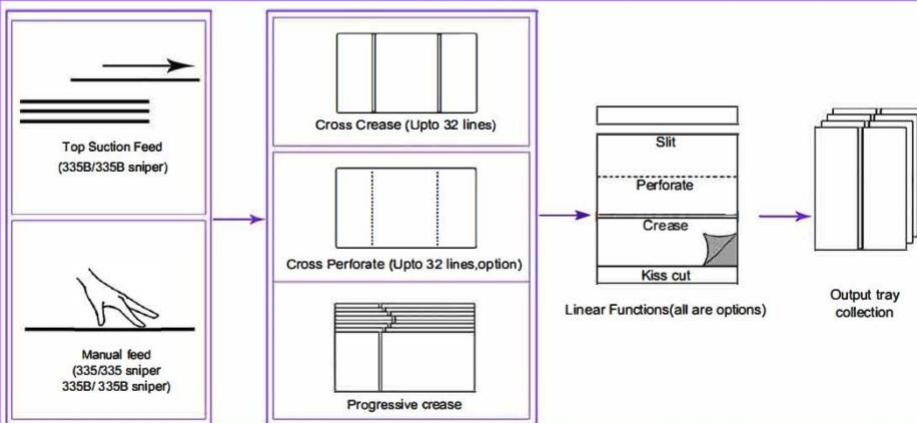 Top Suction Feed
(335B/335B sniper)
Manual feed
(335/335 sniper
335B/ 335B sniper)
Cross Crease (Upto 32 lines)
Cross Perforate (Upto 32 lines,option)
Progressive crease
Slit
Perforate
Crease
Kiss cut
Linear Functions(all are options)
Output tray
collection